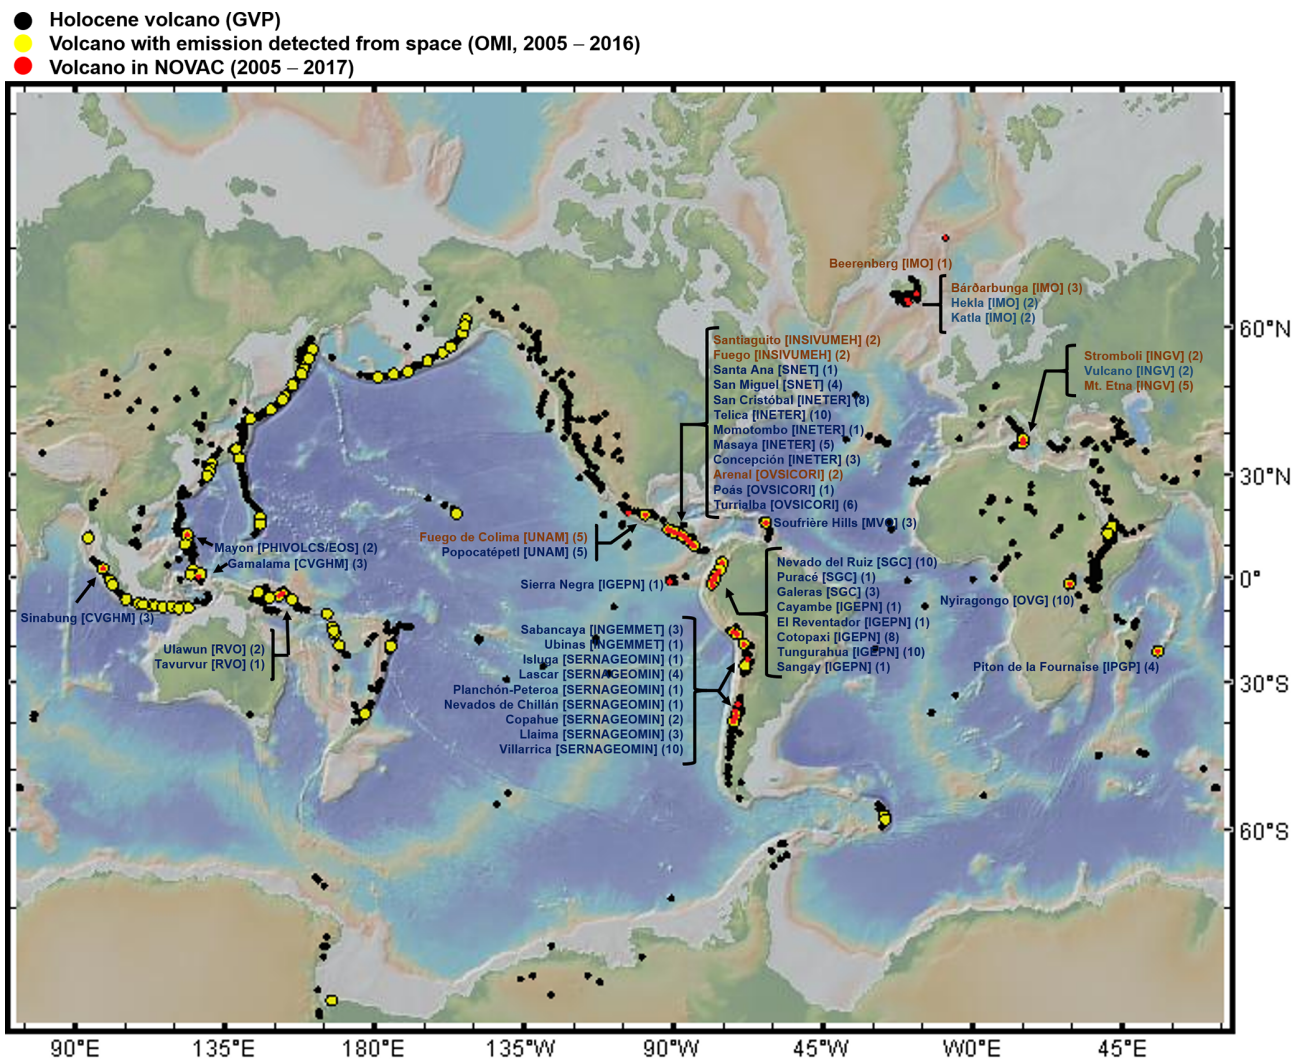 Holocene volcano (GVP)
Volcano with emission detected from space (OMI, 2005 – 2016)
Volcano in NOVAC (2005 – 2017)
Beerenberg [IMO] (1)
Bárðarbunga [IMO] (3)
Hekla [IMO] (2)
Katla [IMO] (2)
60°N
Santiaguito [INSIVUMEH] (2)
Fuego [INSIVUMEH] (2)
Santa Ana [SNET] (1)
San Miguel [SNET] (4)
San Cristóbal [INETER] (8)
Telica [INETER] (10)
Momotombo [INETER] (1)
Masaya [INETER] (5)
Concepción [INETER] (3)
Arenal [OVSICORI] (2)
Poás [OVSICORI] (1)
Turrialba [OVSICORI] (6)
Stromboli [INGV] (2)
Vulcano [INGV] (2)
Mt. Etna [INGV] (5)
30°N
Soufrière Hills [MVO] (3)
Fuego de Colima [UNAM] (5)
Popocatépetl [UNAM] (5)
Mayon [PHIVOLCS/EOS] (2)
Gamalama [CVGHM] (3)
Sinabung [CVGHM] (3)
Sierra Negra [IGEPN] (1)
Nevado del Ruiz [SGC] (10)
Puracé [SGC] (1)
Galeras [SGC] (3)
Cayambe [IGEPN] (1)
El Reventador [IGEPN] (1)
Cotopaxi [IGEPN] (8)
Tungurahua [IGEPN] (10)
Sangay [IGEPN] (1)
0°
Nyiragongo [OVG] (10)
Piton de la Fournaise [IPGP] (4)
Ulawun [RVO] (2)
Tavurvur [RVO] (1)
Sabancaya [INGEMMET] (3)
Ubinas [INGEMMET] (1)
Isluga [SERNAGEOMIN] (1)
Lascar [SERNAGEOMIN] (4)
Planchón-Peteroa [SERNAGEOMIN] (1)
Nevados de Chillán [SERNAGEOMIN] (1)
Copahue [SERNAGEOMIN] (2)
Llaima [SERNAGEOMIN] (3)
Villarrica [SERNAGEOMIN] (10)
30°S
60°S
90°E 135°E 180°E 135°W 90°W 45°W W0°E 45°E